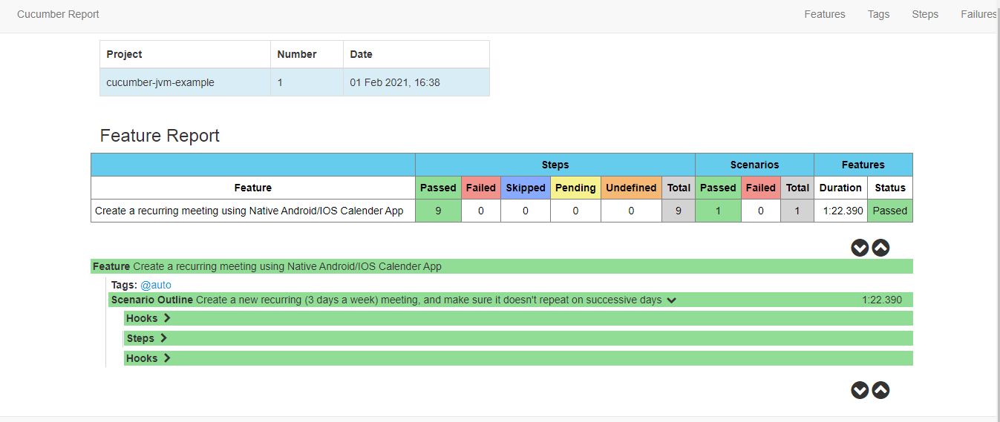 Cucumber Report Features Tags Steps Failures
Project Number Date
cucumber-jvm-example 1 01 Feb 2021, 16:38
Feature Report
Steps Scenarios Features
Feature Passed Failed Skipped Pending Undefined Total Passed Failed Total Duration Status
Create a recurring meeting using Native Android/IOS Calender App 9 0 0 0 0 9 1 0 1 1:22.390 Passed
Feature Create a recurring meeting using Native Android/IOS Calender App
Tags: @auto
Scenario Outline Create a new recurring (3 days a week) meeting, and make sure it doesn't repeat on successive days 1:22.390
Hooks
Steps
Hooks